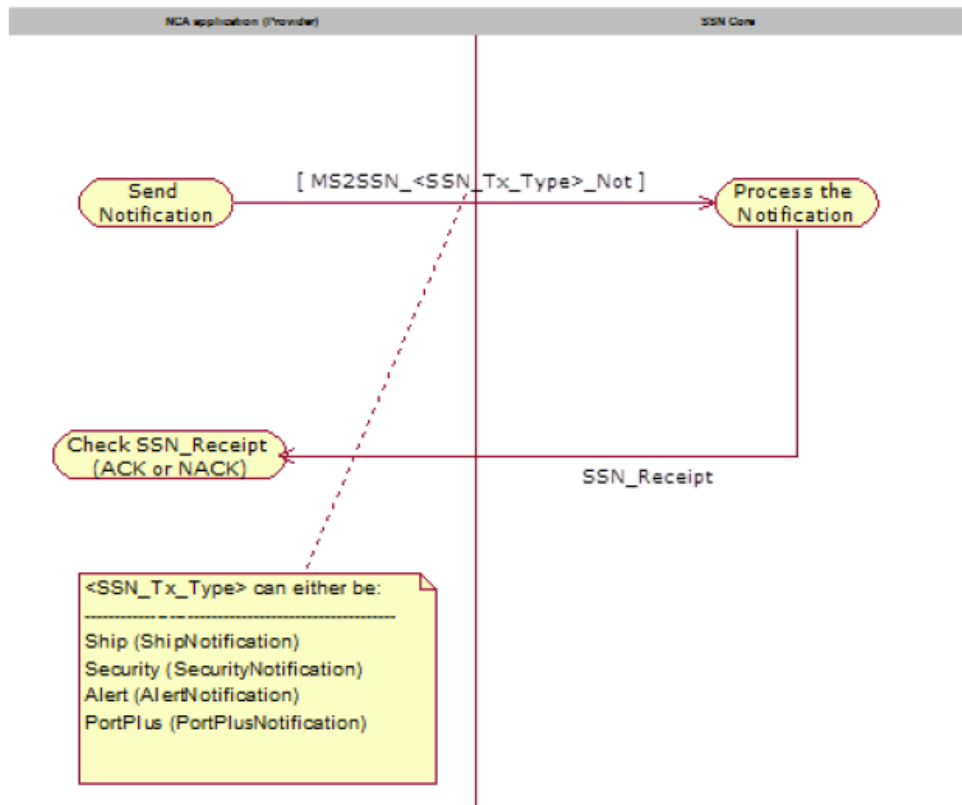 NCA application (Provider)
SSN Core
[ MS2SSN_<SSN_Tx_Type>_Not ]
Send
Notification
Process the
Notification
Check SSN_Receipt
(ACK or NACK)
SSN_Receipt
<SSN_Tx_Type> can either be:
-----------------------------------------
Ship (ShipNotification)
Security (SecurityNotification)
Alert (AlertNotification)
PortPlus (PortPlusNotification)